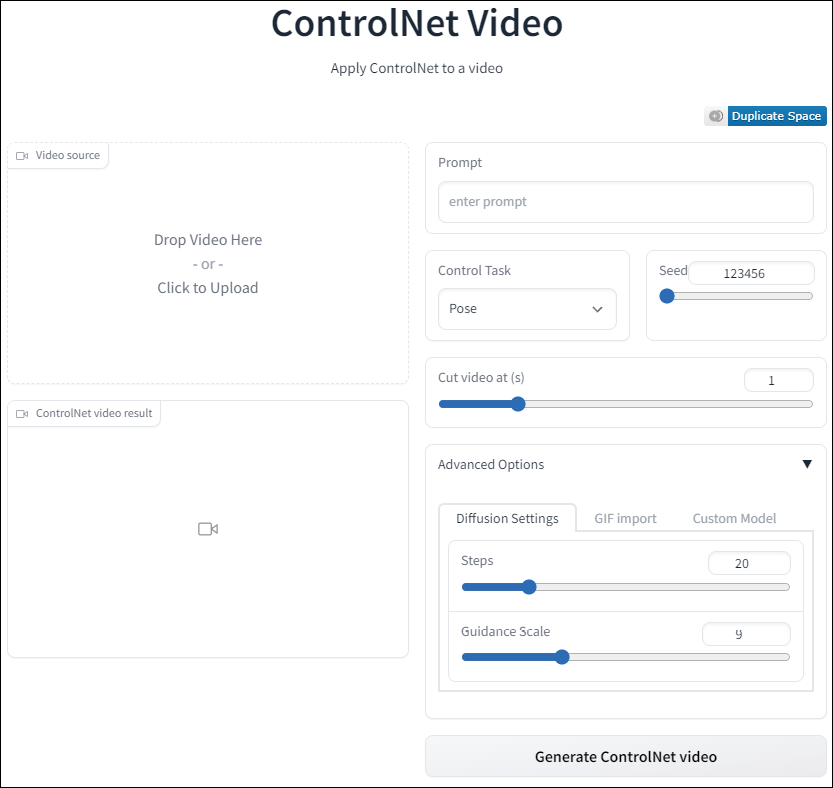 ControlNet Video
Apply ControlNet to a video
Duplicate Space
Video source
Drop Video Here
- or -
Click to Upload
ControlNet video result
Prompt
enter prompt
Control Task
Pose
Seed
123456
Cut video at (s)
1
Advanced Options
Diffusion Settings
GIF import
Custom Model
Steps
20
Guidance Scale
9
Generate ControlNet video